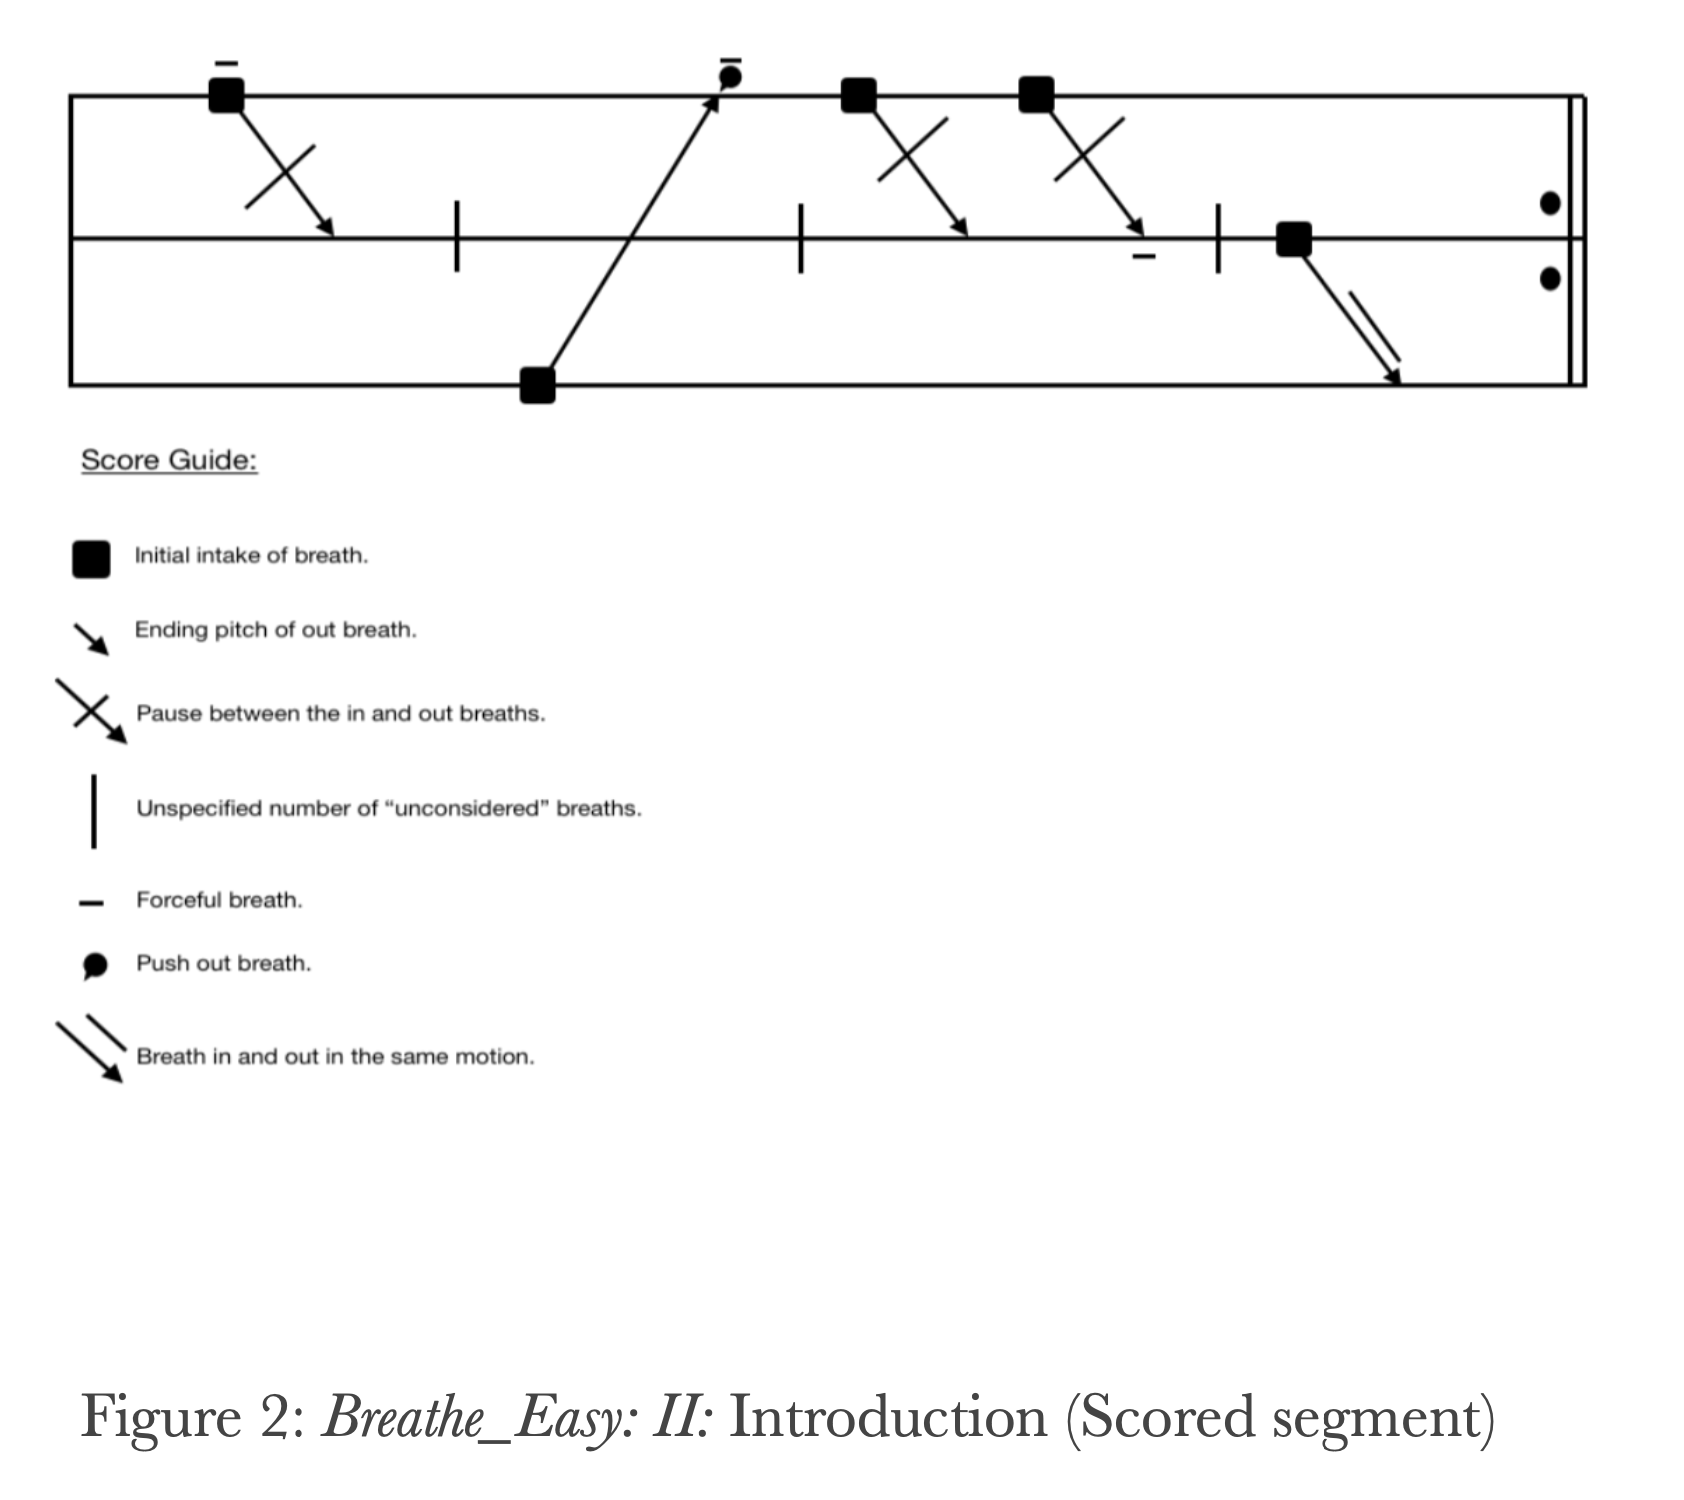 Score Guide:
Initial intake of breath.
Ending pitch of out breath.
Pause between the in and out breaths.
Unspecified number of “unconsidered” breaths.
Forceful breath.
Push out breath.
Breath in and out in the same motion.
Figure 2: Breathe_Easy: II: Introduction (Scored segment)